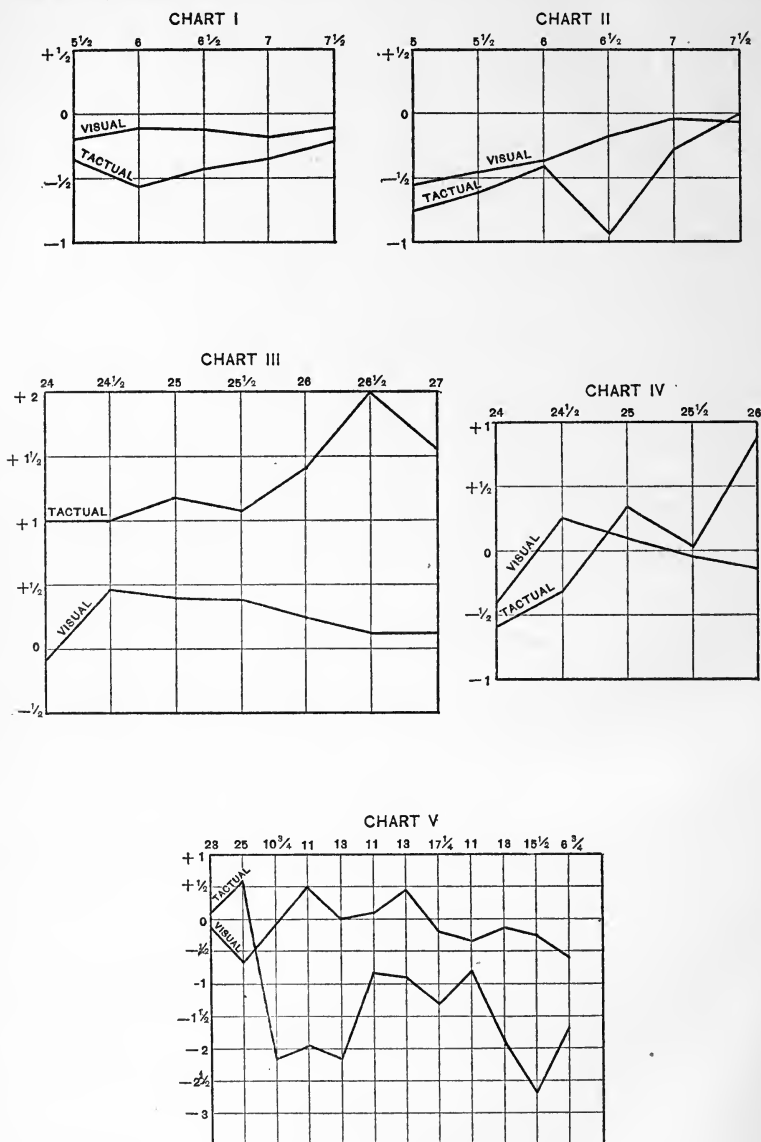 CHART I
5½ 6 6½ 7 7½
+½
0
VISUAL
TACTUAL
—½
—1
CHART II
5 5½ 6 6½ 7 7½
+½
0
VISUAL
—½
TACTUAL
—1
CHART III
24 24½ 25 25½ 26 26½ 27
+ 2
+ 1½
TACTUAL
+ 1
+½
VISUAL
0
—½
CHART IV
24 24½ 25 25½ 26
+1
+½
VISUAL
0
TACTUAL
—½
—1
CHART V
28 25 10¾ 11 13 11 13 17¼ 11 13 15½ 6¾
+ 1
+½
TACTUAL
0
VISUAL
—½
-1
—1½
—2
—2½
—3